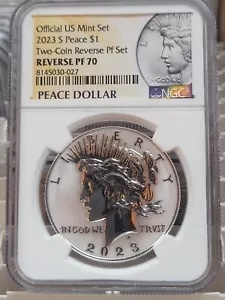 Official US Mint Set
2023 S Peace $1
Two-Coin Reverse Pf Set
REVERSE PF 70
8145030-027
PEACE DOLLAR
NGC
LIBERTY
IN GOD WE TRVST
2023